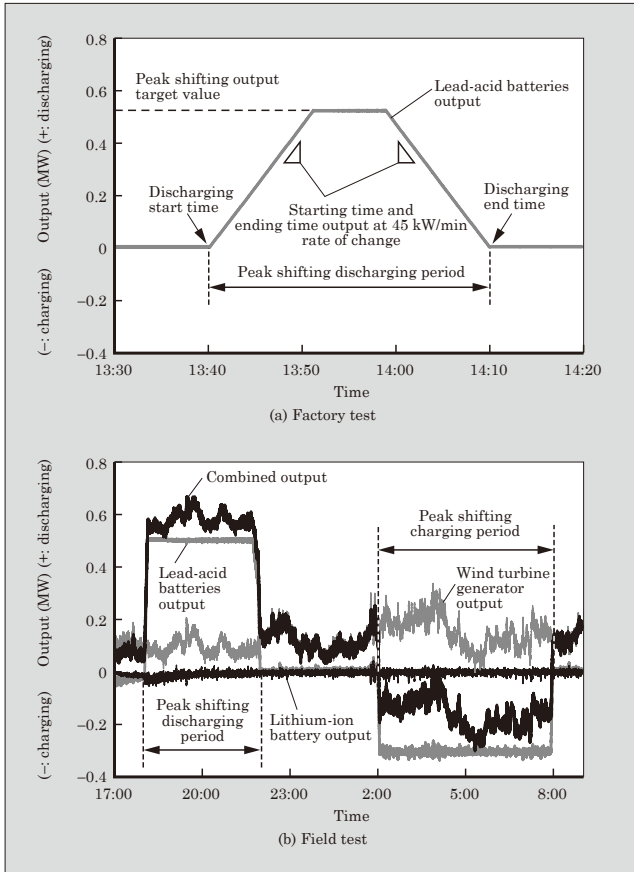 0.8
0.6
0.4
0.2
0
−0.2
−0.4
Output (MW) (+: discharging)
(−: charging)
Peak shifting output
target value
Lead-acid batteries
output
Discharging
start time
Starting time and
ending time output at 45 kW/min
rate of change
Discharging
end time
Peak shifting discharging period
13:30
13:40
13:50
14:00
14:10
14:20
Time
(a) Factory test
0.8
0.6
0.4
0.2
0
−0.2
−0.4
Output (MW) (+: discharging)
(−: charging)
Combined output
Lead-acid
batteries
output
Peak shifting
charging period
Wind turbine
generator
output
Peak shifting
discharging
period
Lithium-ion
battery output
17:00
20:00
23:00
2:00
5:00
8:00
Time
(b) Field test